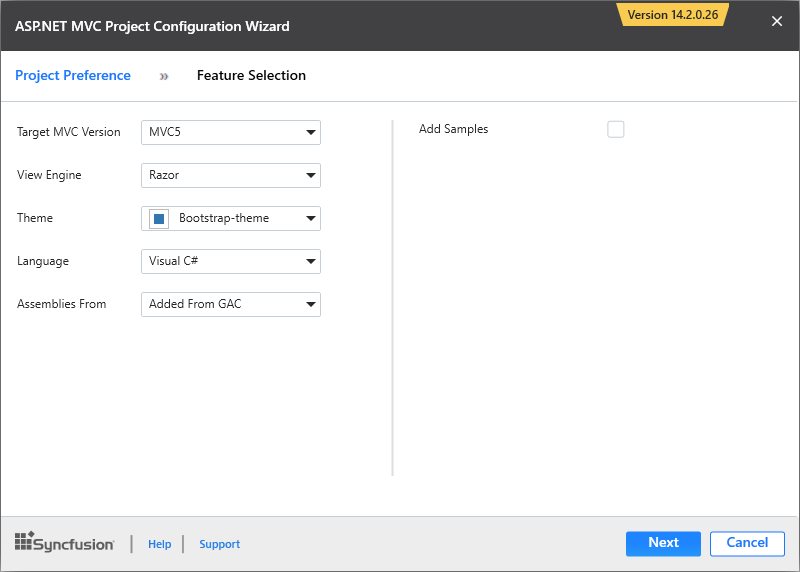 ASP.NET MVC Project Configuration Wizard
Version 14.2.0.26
Project Preference » Feature Selection
Target MVC Version MVC5
View Engine Razor
Theme Bootstrap-theme
Language Visual C#
Assemblies From Added From GAC
Add Samples
Syncfusion | Help | Support
Next Cancel